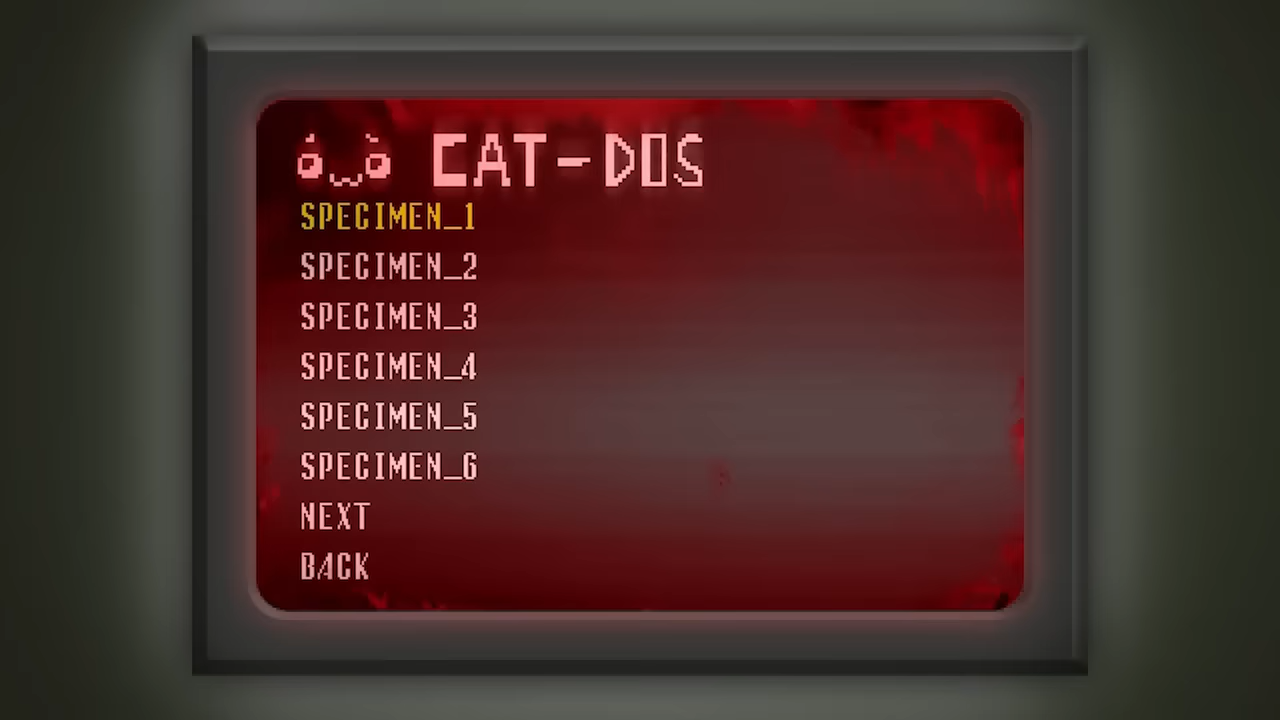 CAT-DOS
SPECIMEN_1
SPECIMEN_2
SPECIMEN_3
SPECIMEN_4
SPECIMEN_5
SPECIMEN_6
NEXT
BACK